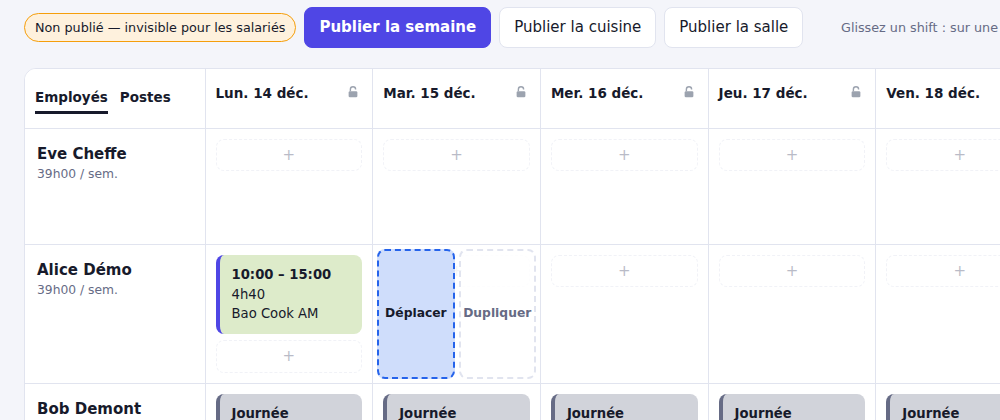 Non publié — invisible pour les salariés
Publier la semaine
Publier la cuisine
Publier la salle
Glissez un shift : sur une
Employés Postes
Lun. 14 déc.
Mar. 15 déc.
Mer. 16 déc.
Jeu. 17 déc.
Ven. 18 déc.
Eve Cheffe
39h00 / sem.
+ + + + +
Alice Démo
39h00 / sem.
10:00 – 15:00
4h40
Bao Cook AM
+
Déplacer
Dupliquer
+ + +
Bob Demont
Journée
Journée
Journée
Journée
Journée